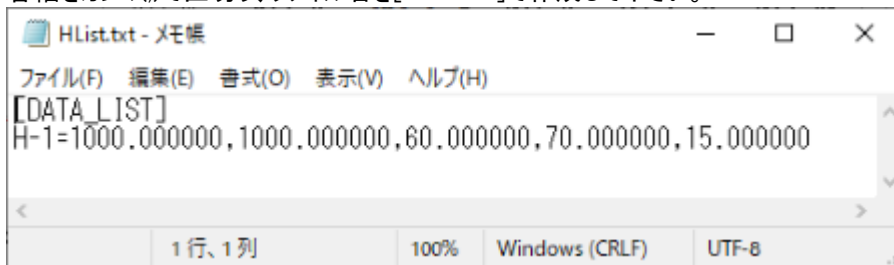 HList.txt - メモ帳
ファイル(F) 編集(E) 書式(O) 表示(V) ヘルプ(H)
[DATA_LIST]
H-1=1000.000000,1000.000000,60.000000,70.000000,15.000000
1行、1列 100% Windows (CRLF) UTF-8